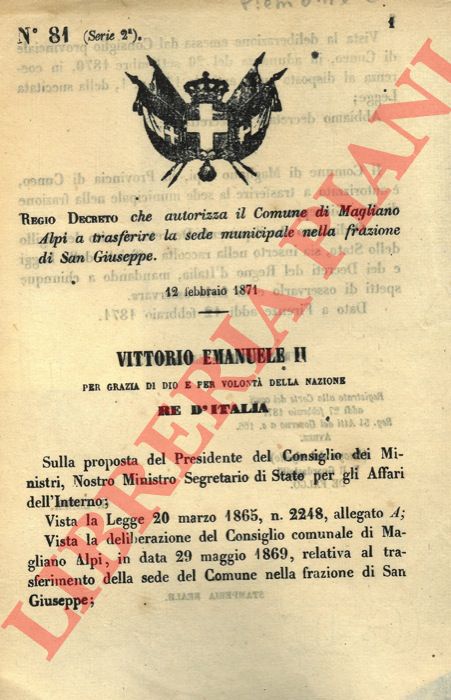 Piemonte
1
N° 81 (Serie 2ª).
REGIO DECRETO che autorizza il Comune di Magliano
Alpi a trasferire la sede municipale nella frazione
di San Giuseppe.
12 febbraio 1871
VITTORIO EMANUELE II
PER GRAZIA DI DIO E PER VOLONTÀ DELLA NAZIONE
RE D'ITALIA
Sulla proposta del Presidente del Consiglio dei Mi-
nistri, Nostro Ministro Segretario di Stato per gli Affari
dell'Interno;
Vista la Legge 20 marzo 1865, n. 2248, allegato A;
Vista la deliberazione del Consiglio comunale di Ma-
gliano Alpi, in data 29 maggio 1869, relativa al tra-
sferimento della sede del Comune nella frazione di San
Giuseppe;
STAMPERIA REALE.
LIBRERIA PIANI